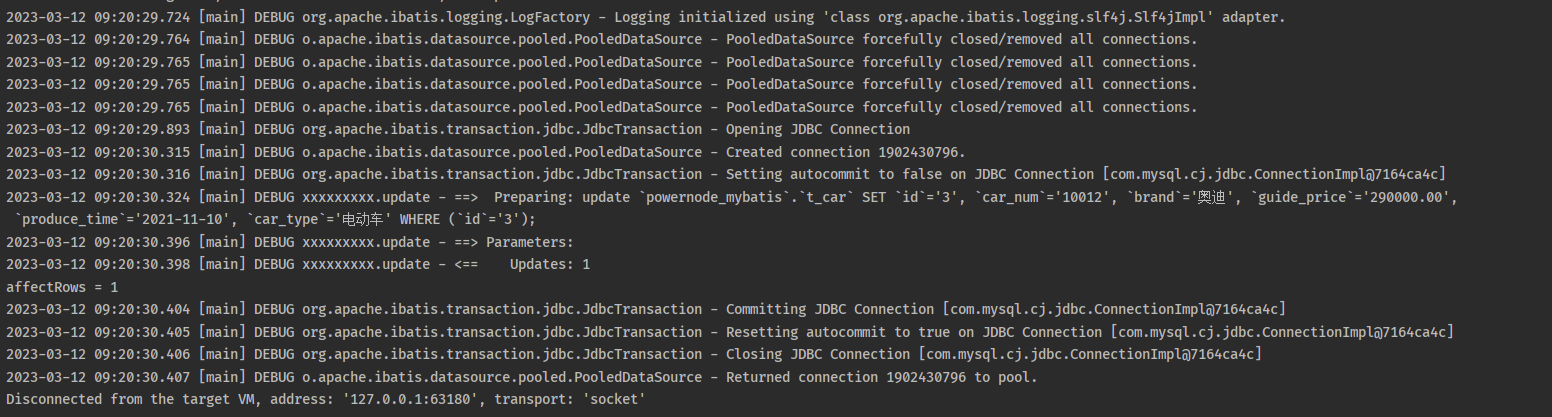 2023-03-12 09:20:29.724 [main] DEBUG org.apache.ibatis.logging.LogFactory - Logging initialized using 'class org.apache.ibatis.logging.slf4j.Slf4jImpl' adapter.
2023-03-12 09:20:29.764 [main] DEBUG o.apache.ibatis.datasource.pooled.PooledDataSource - PooledDataSource forcefully closed/removed all connections.
2023-03-12 09:20:29.765 [main] DEBUG o.apache.ibatis.datasource.pooled.PooledDataSource - PooledDataSource forcefully closed/removed all connections.
2023-03-12 09:20:29.765 [main] DEBUG o.apache.ibatis.datasource.pooled.PooledDataSource - PooledDataSource forcefully closed/removed all connections.
2023-03-12 09:20:29.765 [main] DEBUG o.apache.ibatis.datasource.pooled.PooledDataSource - PooledDataSource forcefully closed/removed all connections.
2023-03-12 09:20:29.893 [main] DEBUG org.apache.ibatis.transaction.jdbc.JdbcTransaction - Opening JDBC Connection
2023-03-12 09:20:30.315 [main] DEBUG o.apache.ibatis.datasource.pooled.PooledDataSource - Created connection 1902430796.
2023-03-12 09:20:30.316 [main] DEBUG org.apache.ibatis.transaction.jdbc.JdbcTransaction - Setting autocommit to false on JDBC Connection [com.mysql.cj.jdbc.ConnectionImpl@7164ca4c]
2023-03-12 09:20:30.324 [main] DEBUG xxxxxxxxx.update - ==>  Preparing: update `powernode_mybatis`.`t_car` SET `id`='3', `car_num`='10012', `brand`='奥迪', `guide_price`='290000.00',
`produce_time`='2021-11-10', `car_type`='电动车' WHERE (`id`='3');
2023-03-12 09:20:30.396 [main] DEBUG xxxxxxxxx.update - ==> Parameters:
2023-03-12 09:20:30.398 [main] DEBUG xxxxxxxxx.update - <==    Updates: 1
affectRows = 1
2023-03-12 09:20:30.404 [main] DEBUG org.apache.ibatis.transaction.jdbc.JdbcTransaction - Committing JDBC Connection [com.mysql.cj.jdbc.ConnectionImpl@7164ca4c]
2023-03-12 09:20:30.405 [main] DEBUG org.apache.ibatis.transaction.jdbc.JdbcTransaction - Resetting autocommit to true on JDBC Connection [com.mysql.cj.jdbc.ConnectionImpl@7164ca4c]
2023-03-12 09:20:30.406 [main] DEBUG org.apache.ibatis.transaction.jdbc.JdbcTransaction - Closing JDBC Connection [com.mysql.cj.jdbc.ConnectionImpl@7164ca4c]
2023-03-12 09:20:30.407 [main] DEBUG o.apache.ibatis.datasource.pooled.PooledDataSource - Returned connection 1902430796 to pool.
Disconnected from the target VM, address: '127.0.0.1:63180', transport: 'socket'